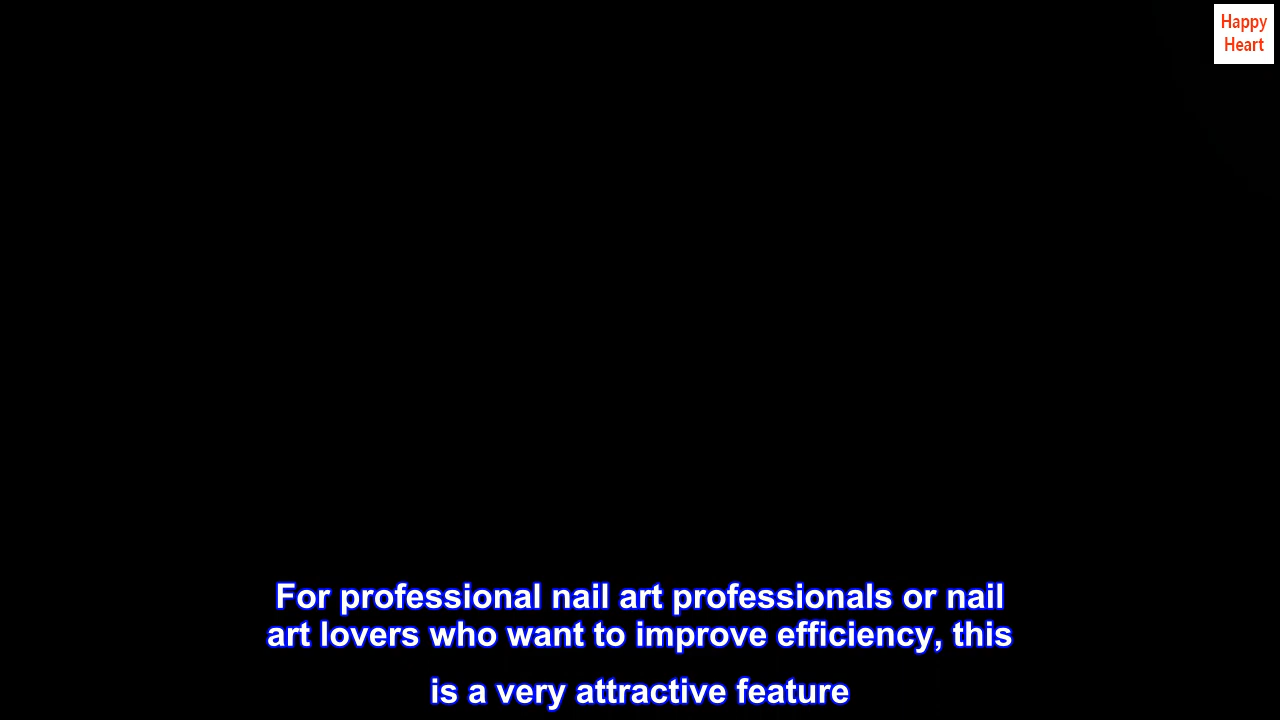 Happy
Heart
For professional nail art professionals or nail
art lovers who want to improve efficiency, this
is a very attractive feature